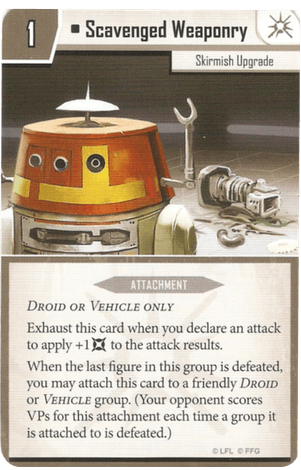 1
▪ Scavenged Weaponry
Skirmish Upgrade
ATTACHMENT
DROID OR VEHICLE ONLY
Exhaust this card when you declare an attack
to apply +1 to the attack results.
When the last figure in this group is defeated,
you may attach this card to a friendly DROID
or VEHICLE group. (Your opponent scores
VPs for this attachment each time a group it
is attached to is defeated.)
© LFL © FFG